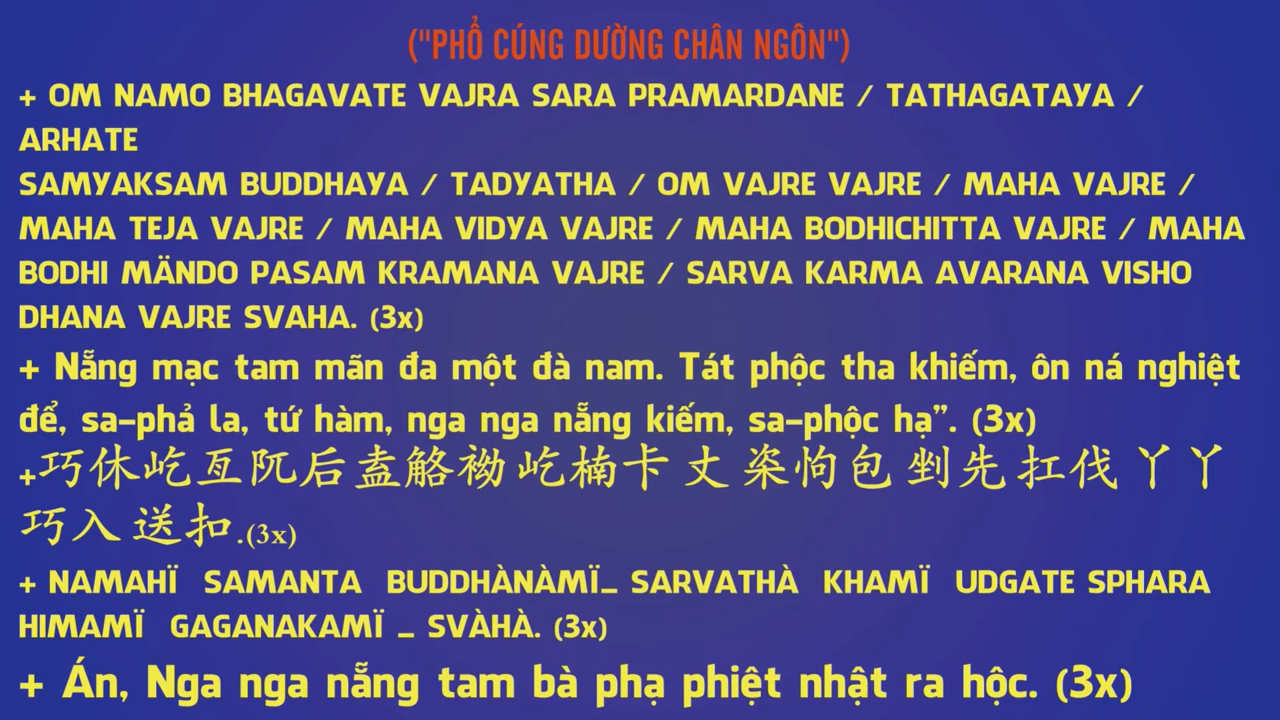 ("PHỔ CÚNG DƯỜNG CHÂN NGÔN")
+ OM NAMO BHAGAVATE VAJRA SARA PRAMARDANE / TATHAGATAYA /
ARHATE
SAMYAKSAM BUDDHAYA / TADYATHA / OM VAJRE VAJRE / MAHA VAJRE /
MAHA TEJA VAJRE / MAHA VIDYA VAJRE / MAHA BODHICHITTA VAJRE / MAHA
BODHI MÄNDO PASAM KRAMANA VAJRE / SARVA KARMA AVARANA VISHO
DHANA VAJRE SVAHA. (3x)
+ Nẵng mạc tam mãn đa một đà nam. Tát phộc tha khiếm, ôn ná nghiệt
để, sa-phả la, tứ hàm, nga nga nẵng kiếm, sa-phộc hạ”. (3x)
+巧休屹亙阢后盍觡袎屹楠卡丈 栥恦包 剉先扛伐 丫丫
巧入送扣.(3x)
+ NAMAHÏ SAMANTA BUDDHÀNÀMÏ_ SARVATHÀ KHAMÏ UDGATE SPHARA
HIMAMÏ GAGANAKAMÏ _ SVÀHÀ. (3x)
+ Án, Nga nga nẵng tam bà phạ phiệt nhật ra hộc. (3x)